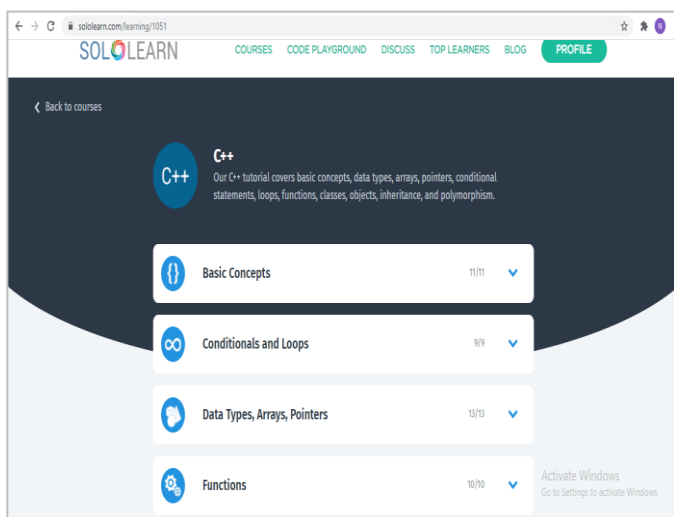 sololearn.com/learning/1051
N
SOLOLEARN COURSES CODE PLAYGROUND DISCUSS TOP LEARNERS BLOG PROFILE
Back to courses
C++
C++
Our C++ tutorial covers basic concepts, data types, arrays, pointers, conditional
statements, loops, functions, classes, objects, inheritance, and polymorphism.
{} Basic Concepts 11/11
Conditionals and Loops 9/9
Data Types, Arrays, Pointers 13/13
Functions 10/10
Activate Windows
Go to Settings to activate Windows.